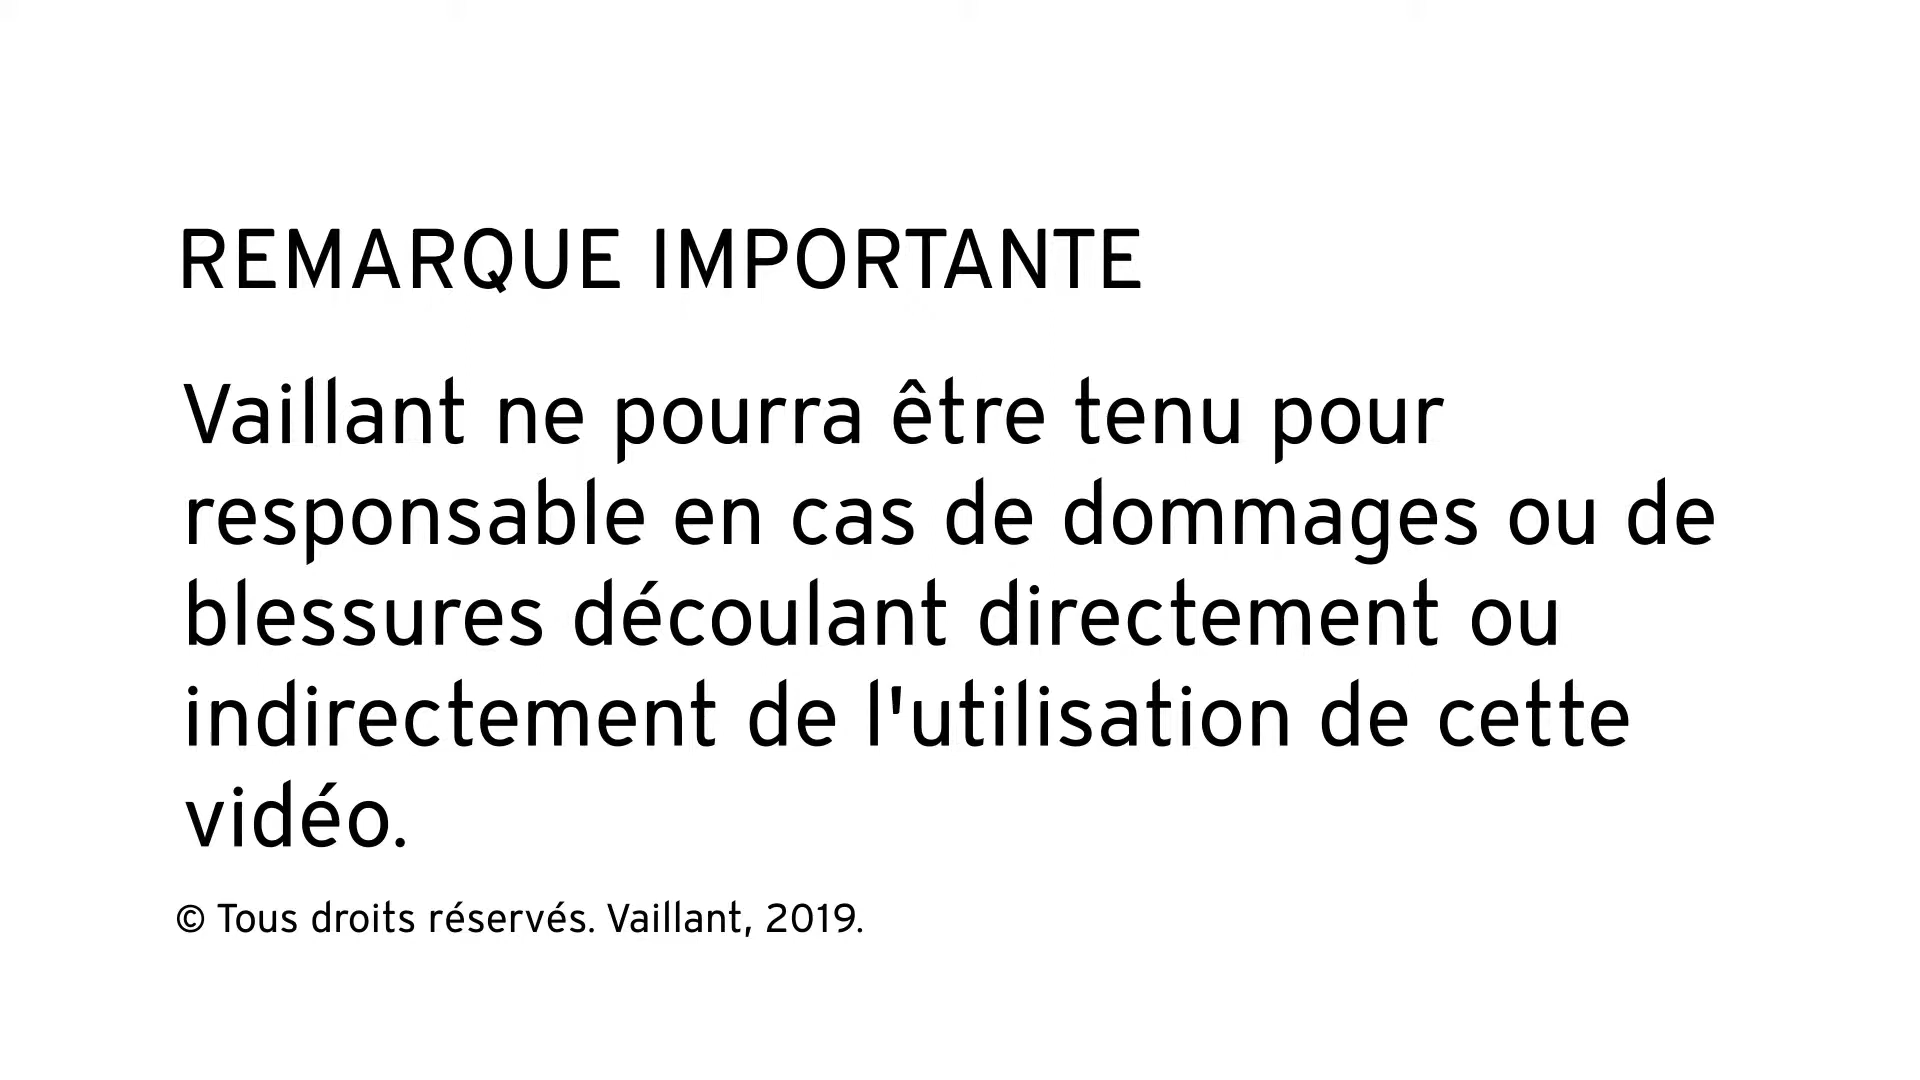 REMARQUE IMPORTANTE
Vaillant ne pourra être tenu pour
responsable en cas de dommages ou de
blessures découlant directement ou
indirectement de l'utilisation de cette
vidéo.
© Tous droits réservés. Vaillant, 2019.